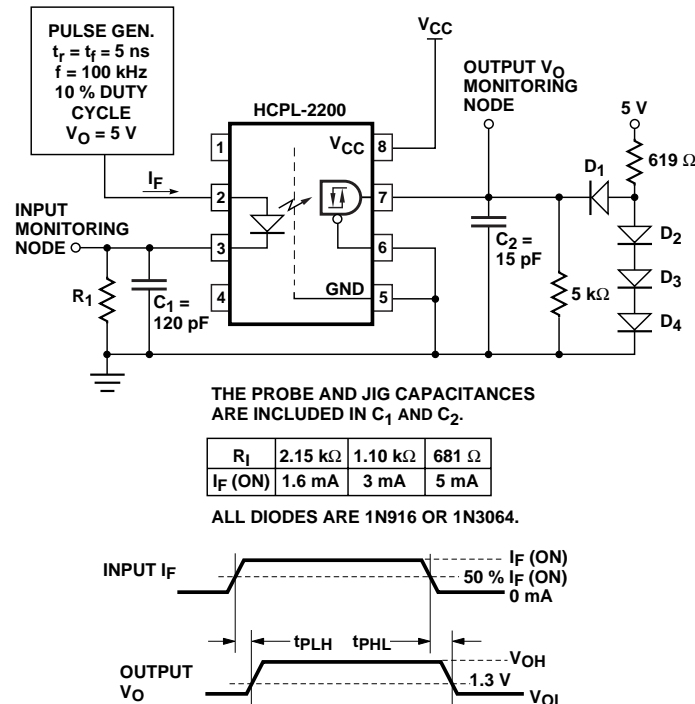 PULSE GEN.
tr = tf = 5 ns
f = 100 kHz
10 % DUTY
CYCLE
VO = 5 V
VCC
OUTPUT VO
MONITORING
NODE
5 V
619 Ω
HCPL-2200
1
VCC
8
D1
IF
2
7
INPUT
MONITORING
NODE
3
6
C2 =
15 pF
D2
D3
D4
5 kΩ
R1
C1 =
120 pF
4
GND
5
THE PROBE AND JIG CAPACITANCES
ARE INCLUDED IN C1 AND C2.
RI 2.15 kΩ 1.10 kΩ 681 Ω
IF (ON) 1.6 mA 3 mA 5 mA
ALL DIODES ARE 1N916 OR 1N3064.
INPUT IF
IF (ON)
50 % IF (ON)
0 mA
tPLH
tPHL
OUTPUT
VO
VOH
1.3 V
VOL